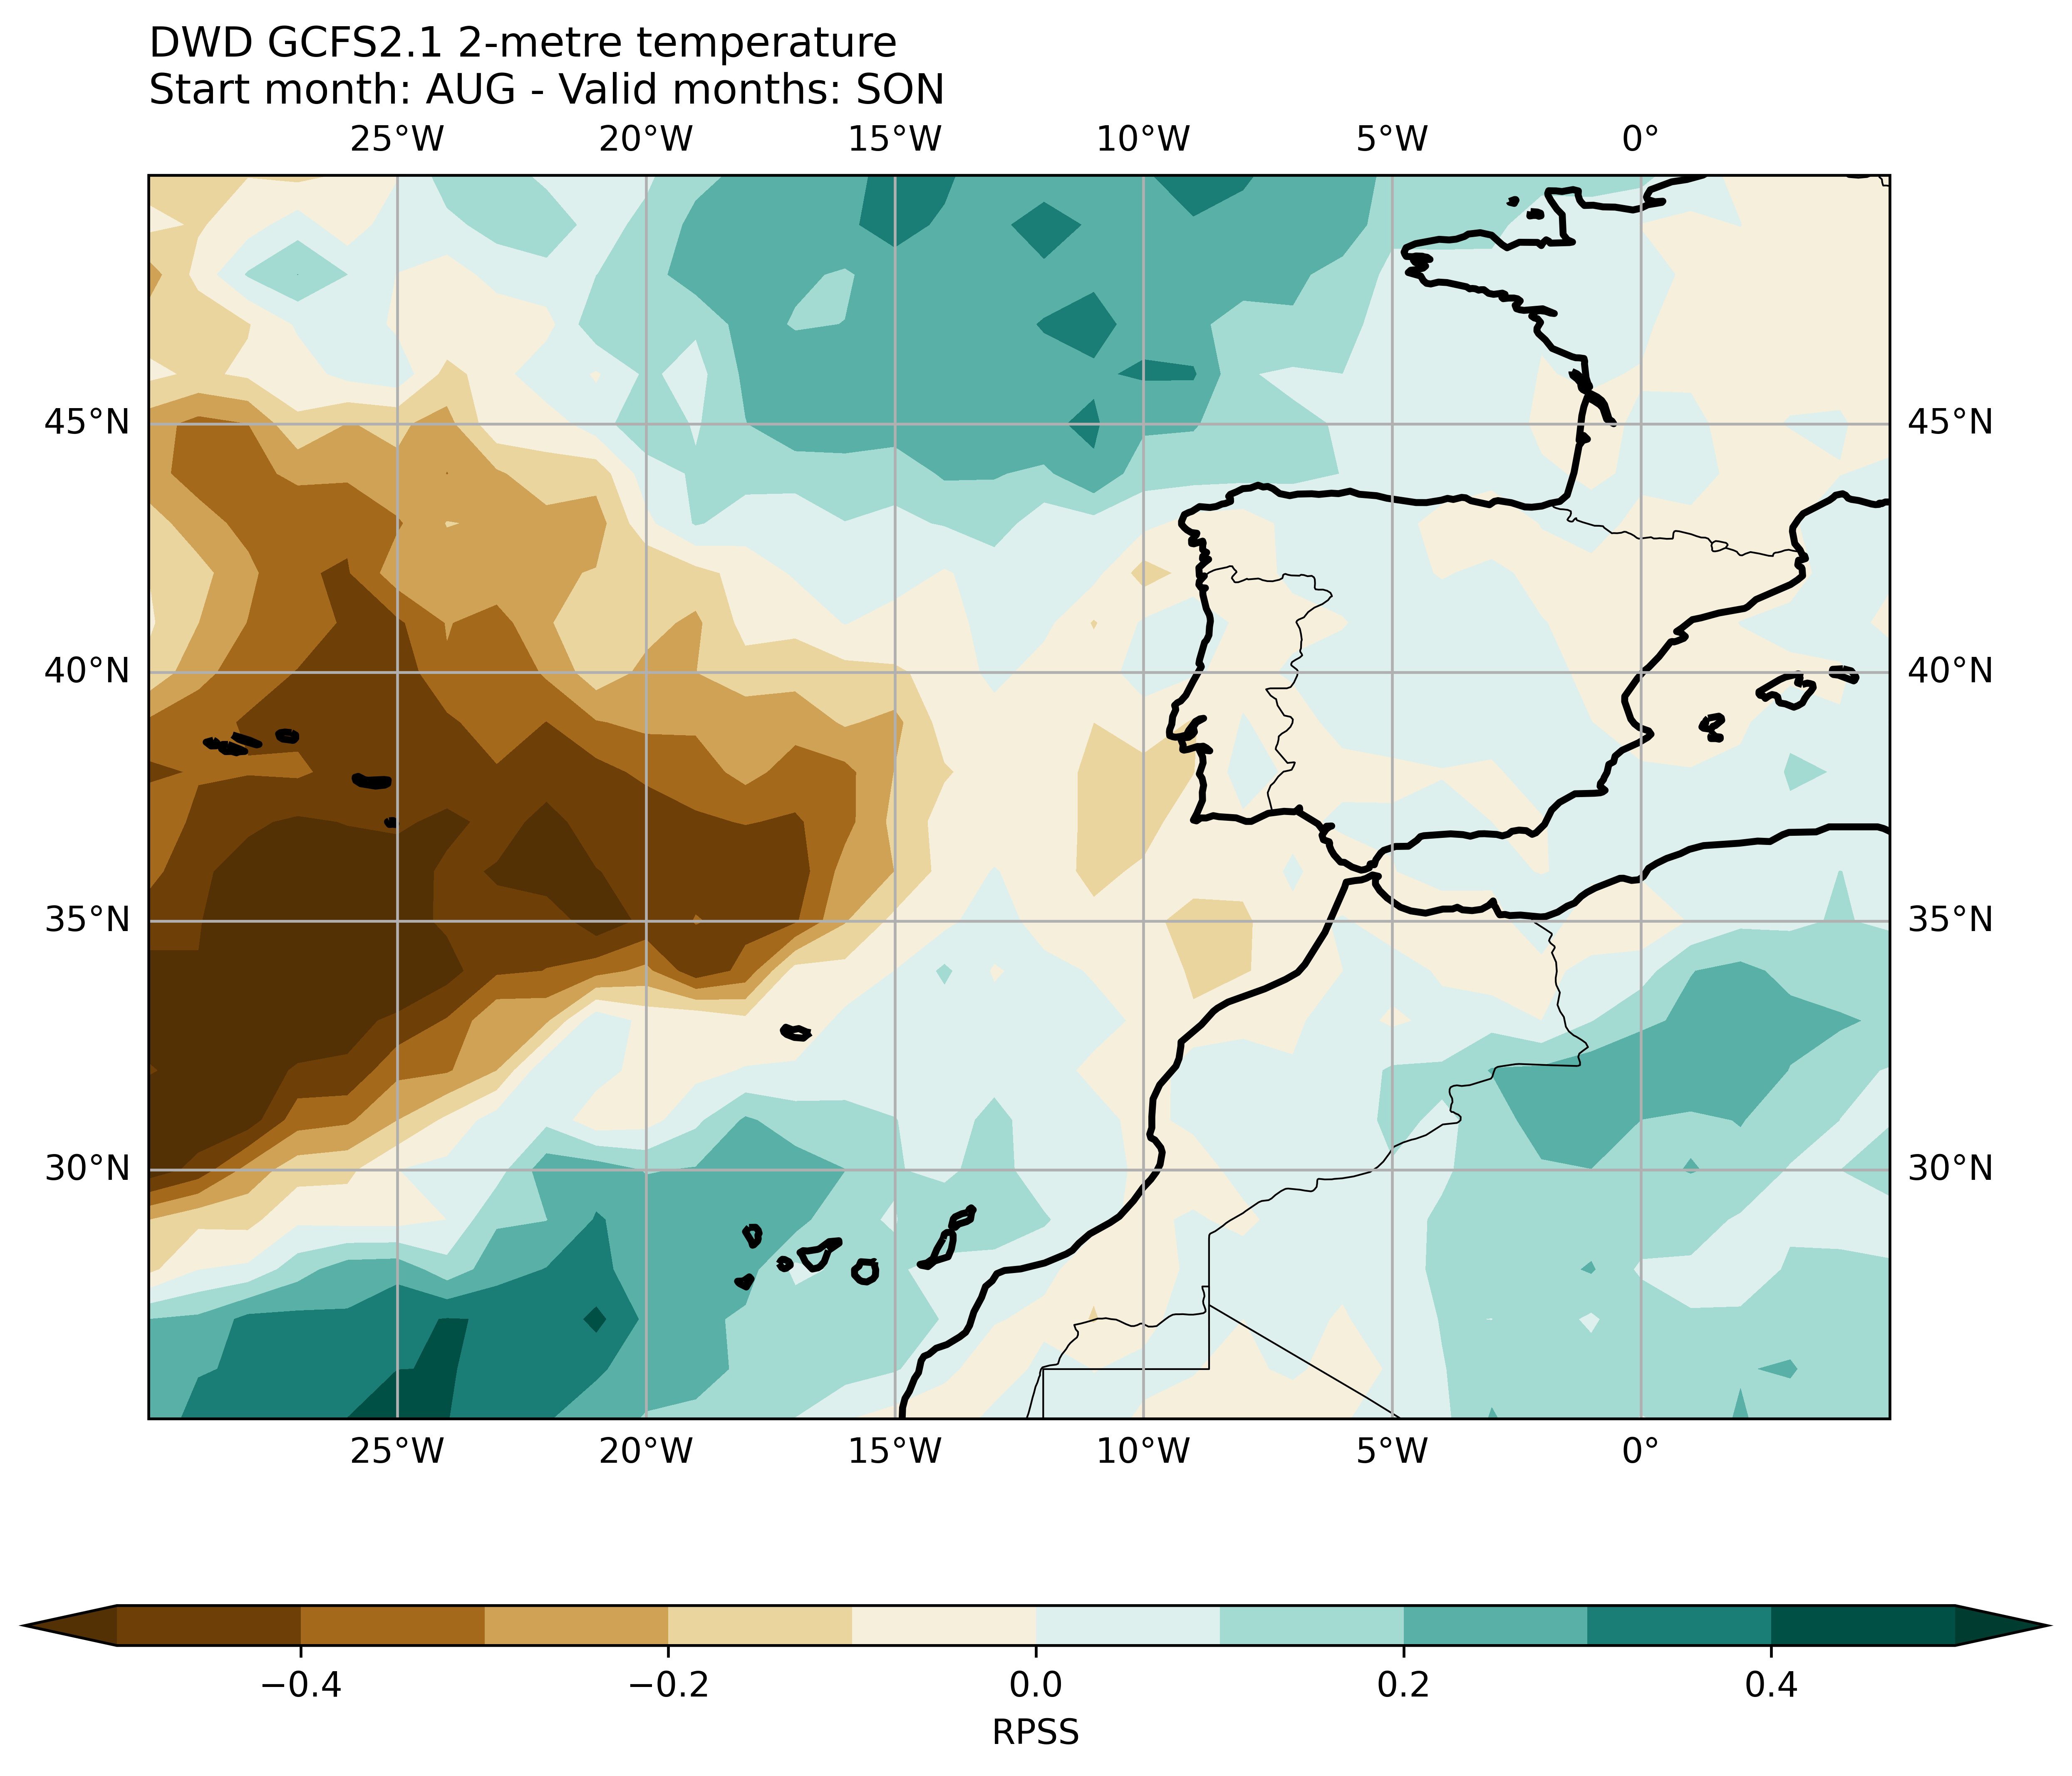 DWD GCFS2.1 2-metre temperature
Start month: AUG - Valid months: SON
25°W 20°W 15°W 10°W 5°W 0°
45°N 45°N
40°N 40°N
35°N 35°N
30°N 30°N
25°W 20°W 15°W 10°W 5°W 0°
−0.4 −0.2 0.0 0.2 0.4
RPSS